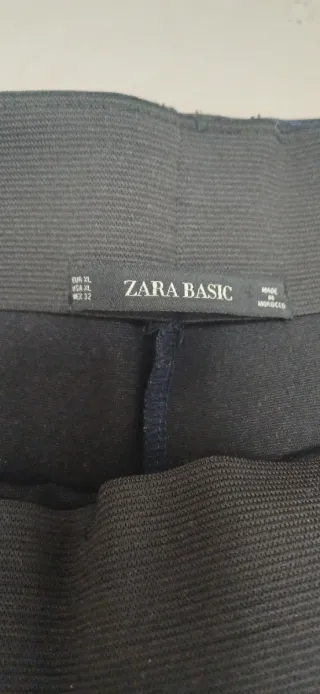 EUR XL
USA XL
MEX 32
ZARA BASIC
MADE
IN
MOROCCO